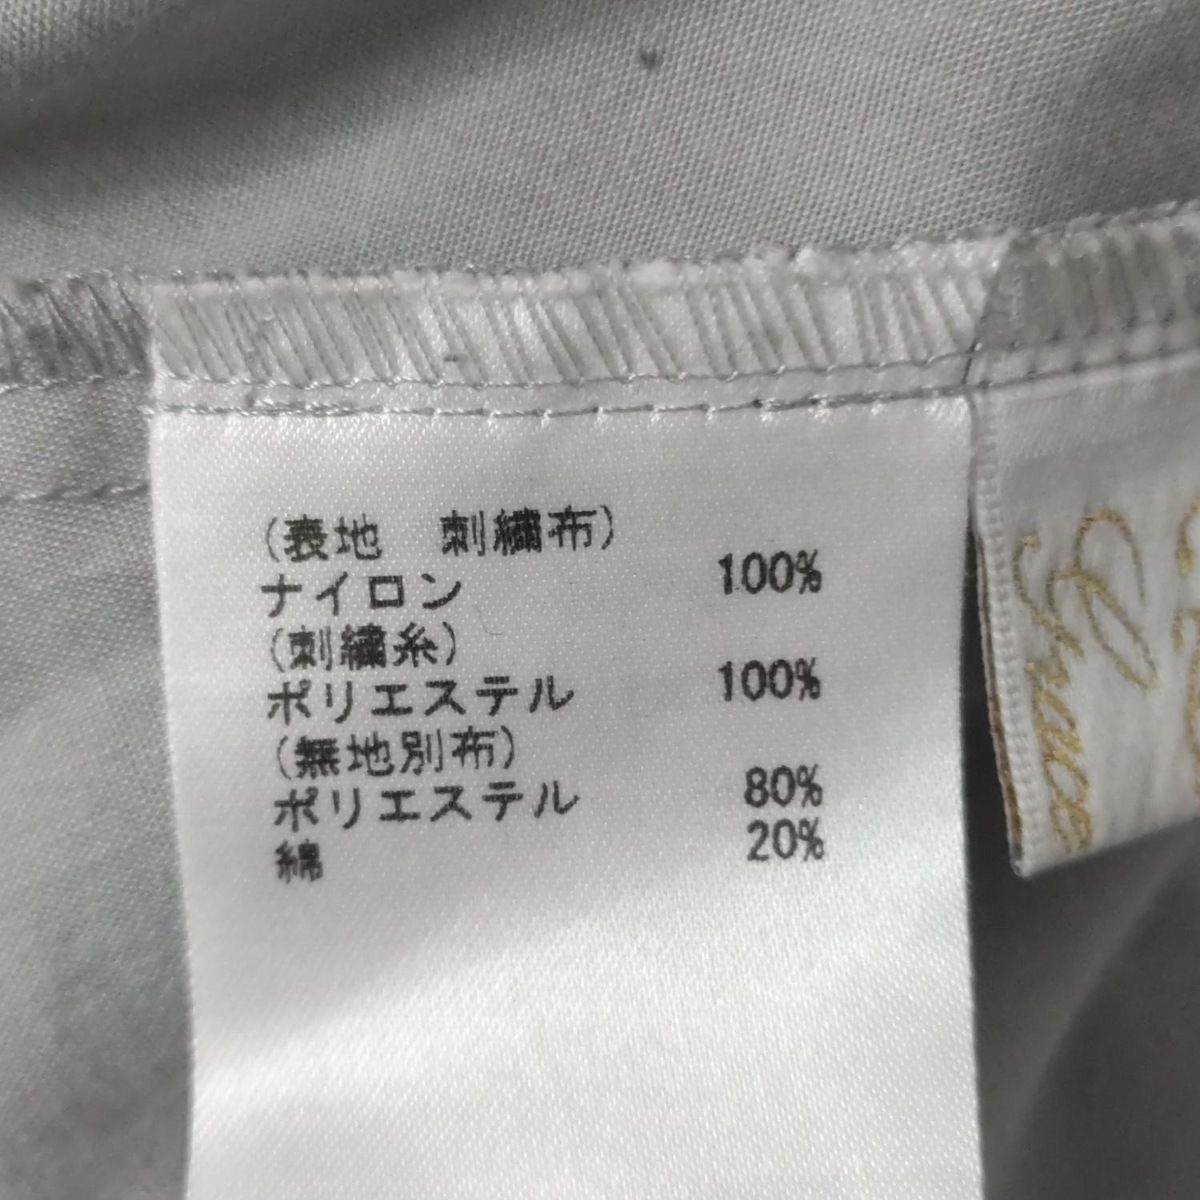 (表地　刺繍布)
ナイロン 100%
(刺繍糸)
ポリエステル 100%
(無地別布)
ポリエステル 80%
綿 20%
Grace